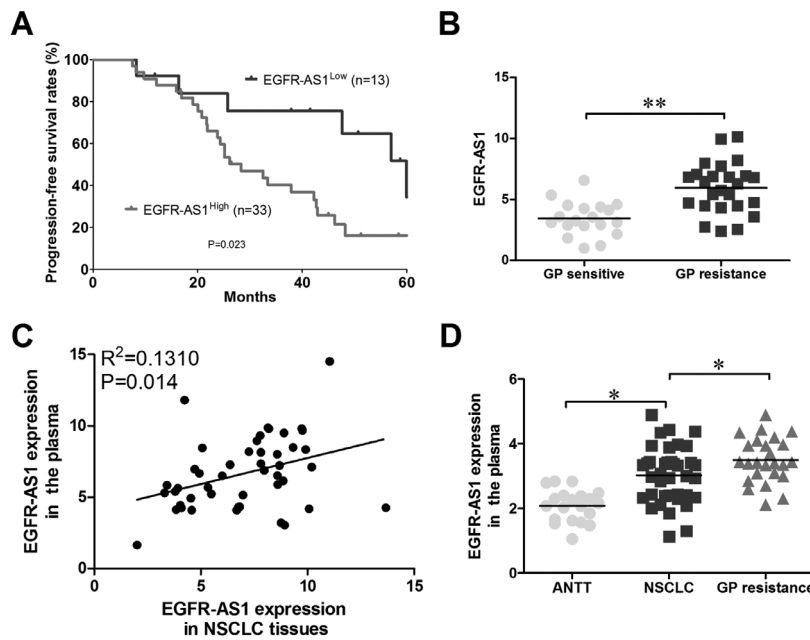 A
Progression-free survival rates (%)
100
80
60
40
20
0
EGFR-AS1Low (n=13)
EGFR-AS1High (n=33)
P=0.023
0 20 40 60
Months
B
EGFR-AS1
15
10
5
0
**
GP sensitive GP resistance
C
EGFR-AS1 expression
in the plasma
15
10
5
0
R2=0.1310
P=0.014
0 5 10 15
EGFR-AS1 expression
in NSCLC tissues
D
EGFR-AS1 expression
in the plasma
6
4
2
0
*
*
ANTT NSCLC GP resistance